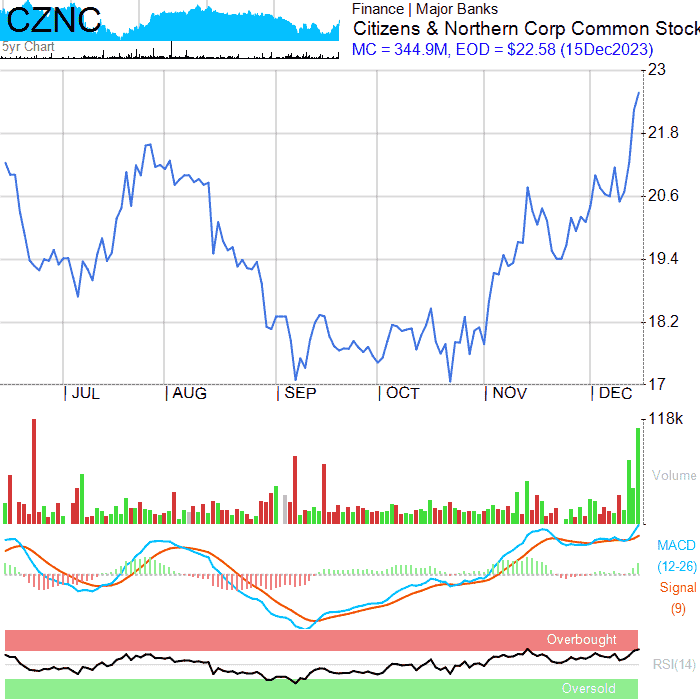 CZNC
5yr Chart
Finance | Major Banks
Citizens & Northern Corp Common Stock
MC = 344.9M, EOD = $22.58 (15Dec2023)
23
21.8
20.6
19.4
18.2
17
JUL AUG SEP OCT NOV DEC
118k
Volume
MACD
(12-26)
Signal
(9)
Overbought
RSI(14)
Oversold